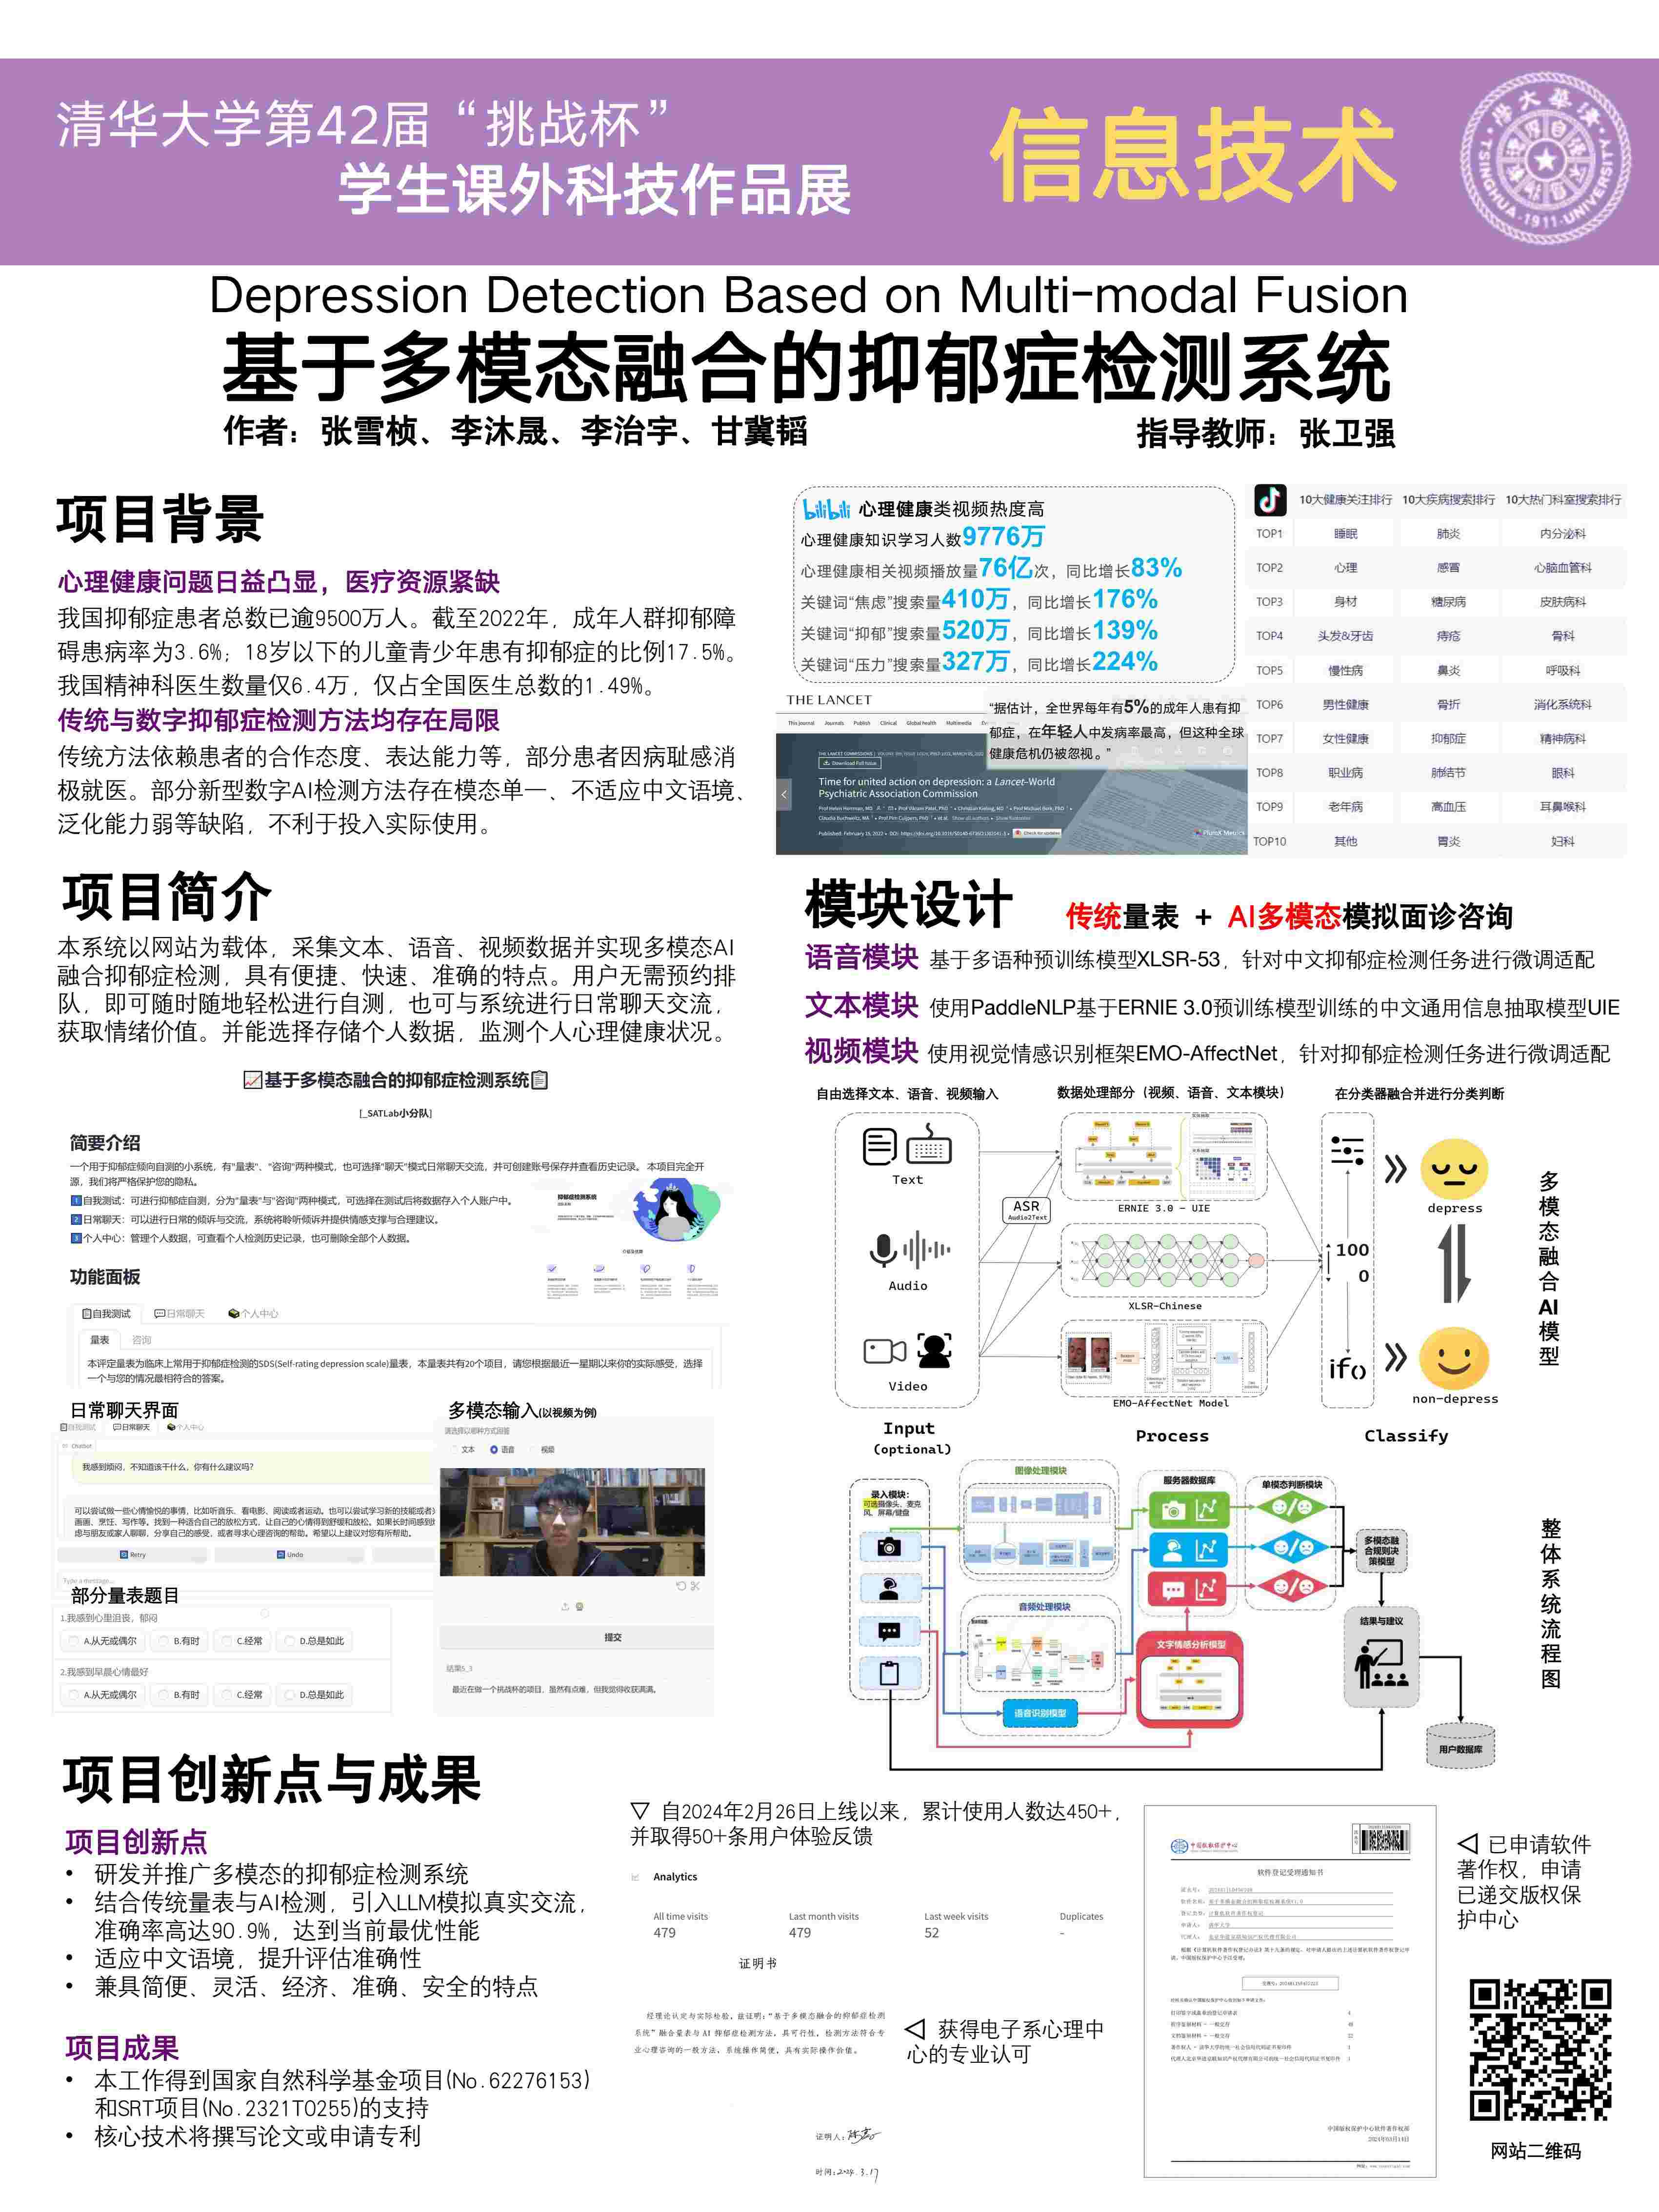 清华大学第42届“挑战杯”
学生课外科技作品展
信息技术
TSINGHUA·1911·UNIVERSITY
Depression Detection Based on Multi-modal Fusion
基于多模态融合的抑郁症检测系统
作者：张雪桢、李沐晟、李治宇、甘冀韬
指导教师：张卫强
项目背景
心理健康问题日益凸显，医疗资源紧缺
我国抑郁症患者总数已逾9500万人。截至2022年，成年人群抑郁障
碍患病率为3.6%；18岁以下的儿童青少年患有抑郁症的比例17.5%。
我国精神科医生数量仅6.4万，仅占全国医生总数的1.49%。
传统与数字抑郁症检测方法均存在局限
传统方法依赖患者的合作态度、表达能力等，部分患者因病耻感消
极就医。部分新型数字AI检测方法存在模态单一、不适应中文语境、
泛化能力弱等缺陷，不利于投入实际使用。
bilibili 心理健康类视频热度高
心理健康知识学习人数9776万
心理健康相关视频播放量76亿次，同比增长83%
关键词“焦虑”搜索量410万，同比增长176%
关键词“抑郁”搜索量520万，同比增长139%
关键词“压力”搜索量327万，同比增长224%
THE LANCET
This journal Journals Publish Clinical Global health Multimedia
“据估计，全世界每年有5%的成年人患有抑
郁症，在年轻人中发病率最高，但这种全球
健康危机仍被忽视。”
Download Full Issue
Time for united action on depression: a Lancet–World
Psychiatric Association Commission
Published: February 15, 2022
Check for updates
PlumX Metrics
10大健康关注排行 10大疾病搜索排行 10大热门科室搜索排行
TOP1 睡眠 肺炎 内分泌科
TOP2 心理 感冒 心脑血管科
TOP3 身材 糖尿病 皮肤病科
TOP4 头发&牙齿 痔疮 骨科
TOP5 慢性病 鼻炎 呼吸科
TOP6 男性健康 骨折 消化系统科
TOP7 女性健康 抑郁症 精神病科
TOP8 职业病 肺结节 眼科
TOP9 老年病 高血压 耳鼻喉科
TOP10 其他 胃炎 妇科
项目简介
本系统以网站为载体，采集文本、语音、视频数据并实现多模态AI
融合抑郁症检测，具有便捷、快速、准确的特点。用户无需预约排
队，即可随时随地轻松进行自测，也可与系统进行日常聊天交流，
获取情绪价值。并能选择存储个人数据，监测个人心理健康状况。
基于多模态融合的抑郁症检测系统
[_SATLab小分队]
简要介绍
一个用于抑郁症倾向自测的小系统，有"量表"、"咨询"两种模式，也可选择"聊天"模式日常聊天交流，并可创建账号保存并查看历史记录。 本项目完全开
源，我们将严格保护您的隐私。
1 自我测试：可进行抑郁症自测，分为"量表"与"咨询"两种模式，可选择在测试后将数据存入个人账户中。
2 日常聊天：可以进行日常的倾诉与交流，系统将聆听倾诉并提供情感支撑与合理建议。
3 个人中心：管理个人数据，可查看个人检测历史记录，也可删除全部个人数据。
抑郁症检测系统
功能面板
自我测试 日常聊天 个人中心
量表 咨询
本评定量表为临床上常用于抑郁症检测的SDS(Self-rating depression scale)量表，本量表共有20个项目，请您根据最近一星期以来你的实际感受，选择
一个与您的情况最相符合的答案。
日常聊天界面
自我测试 日常聊天 个人中心
Chatbot
我感到烦闷，不知道该干什么，你有什么建议吗?
可以尝试做一些心情愉悦的事情，比如听音乐、看电影、阅读或者运动。也可以尝试学习新的技能或者
画画、烹饪、写作等。找到一种适合自己的放松方式，让自己的心情得到舒缓和放松。如果长时间感到
虑与朋友或家人聊聊，分享自己的感受，或者寻求心理咨询的帮助。希望以上建议对您有所帮助。
Retry Undo
Type a message...
部分量表题目
1.我感到心里沮丧，郁闷
A.从无或偶尔 B.有时 C.经常 D.总是如此
2.我感到早晨心情最好
A.从无或偶尔 B.有时 C.经常 D.总是如此
多模态输入(以视频为例)
请选择以哪种方式回答
文本 语音 视频
提交
结果5_3
最近在做一个挑战杯的项目，虽然有点难，但我觉得收获满满。
模块设计
传统量表 + AI多模态模拟面诊咨询
语音模块 基于多语种预训练模型XLSR-53，针对中文抑郁症检测任务进行微调适配
文本模块 使用PaddleNLP基于ERNIE 3.0预训练模型训练的中文通用信息抽取模型UIE
视频模块 使用视觉情感识别框架EMO-AffectNet，针对抑郁症检测任务进行微调适配
自由选择文本、语音、视频输入
数据处理部分（视频、语音、文本模块）
在分类器融合并进行分类判断
Text
Audio
Video
ASR
Audio2Text
ERNIE 3.0 - UIE
XLSR-Chinese
EMO-AffectNet Model
100
0
if()
depress
non-depress
Input
(optional)
Process
Classify
多模态融合AI模型
录入模块：
可选摄像头、麦克
风、屏幕/键盘
图像处理模块
音频处理模块
语音识别模型
服务器数据库
文字情感分析模型
单模态判断模块
多模态融
合规则决
策模型
结果与建议
用户数据库
整体系统流程图
项目创新点与成果
项目创新点
• 研发并推广多模态的抑郁症检测系统
• 结合传统量表与AI检测，引入LLM模拟真实交流，
准确率高达90.9%，达到当前最优性能
• 适应中文语境，提升评估准确性
• 兼具简便、灵活、经济、准确、安全的特点
项目成果
• 本工作得到国家自然科学基金项目(No.62276153)
和SRT项目(No.2321T0255)的支持
• 核心技术将撰写论文或申请专利
▽ 自2024年2月26日上线以来，累计使用人数达450+，
并取得50+条用户体验反馈
Analytics
All time visits Last month visits Last week visits Duplicates
479 479 52 -
证明书
经理论认定与实际检验，兹证明：“基于多模态融合的抑郁症检测
系统”融合量表与 AI 抑郁症检测方法，具可行性，检测方法符合专
业心理咨询的一般方法，系统操作简便，具有实际操作价值。
证明人：
时间：2024.3.17
◁ 获得电子系心理中
心的专业认可
中国版权保护中心
软件登记受理通知书
中国版权保护中心软件著作权部
2024年03月14日
◁ 已申请软件
著作权，申请
已递交版权保
护中心
网站二维码